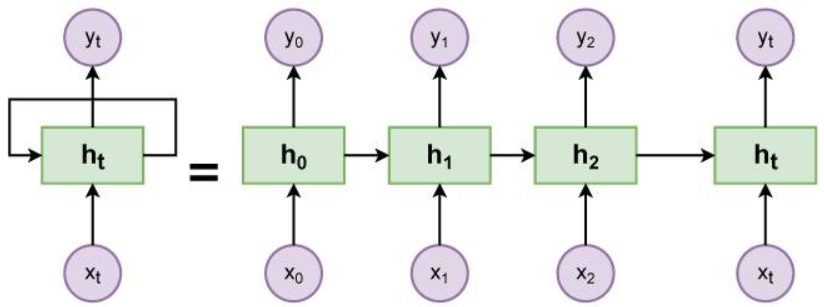 yt y0 y1 y2 yt
ht = h0 h1 h2 ht
xt x0 x1 x2 xt